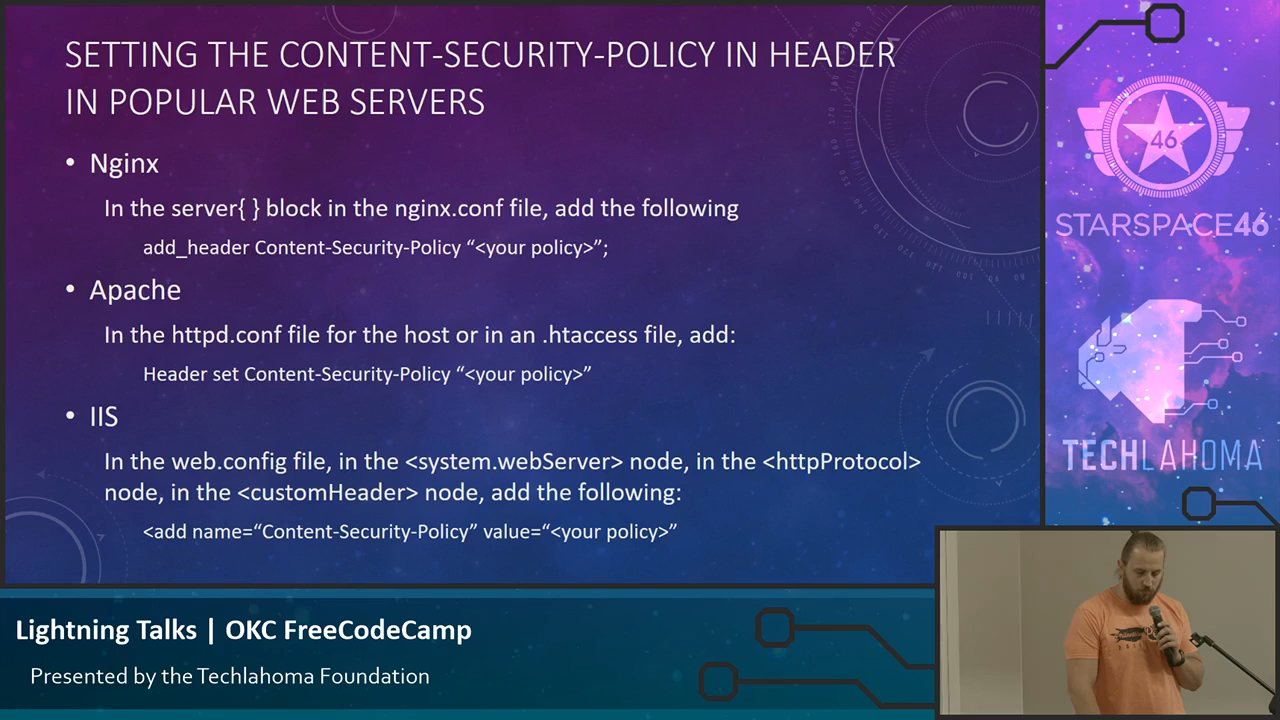 SETTING THE CONTENT-SECURITY-POLICY IN HEADER
IN POPULAR WEB SERVERS
• Nginx
In the server{ } block in the nginx.conf file, add the following
add_header Content-Security-Policy “<your policy>”;
• Apache
In the httpd.conf file for the host or in an .htaccess file, add:
Header set Content-Security-Policy “<your policy>”
• IIS
In the web.config file, in the <system.webServer> node, in the <httpProtocol>
node, in the <customHeader> node, add the following:
<add name=“Content-Security-Policy” value=“<your policy>”
46
STARSPACE46
TECHLAHOMA
Lightning Talks | OKC FreeCodeCamp
Presented by the Techlahoma Foundation